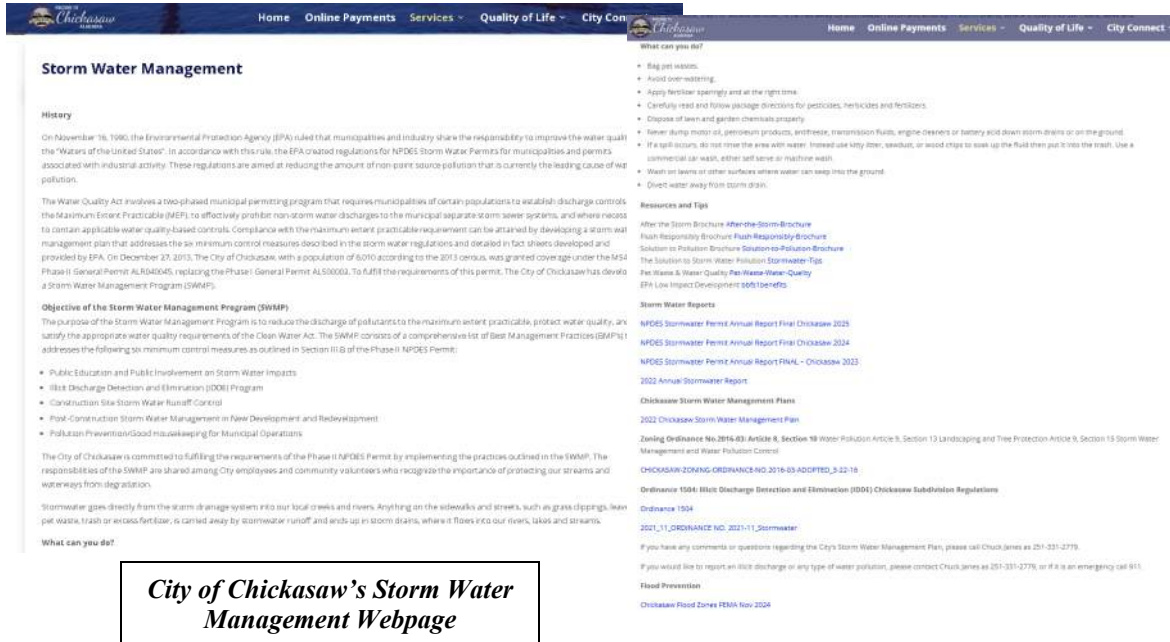 Chickasaw
Home Online Payments Services Quality of Life City Con
Storm Water Management
History
On November 16, 1990, the Environmental Protection Agency (EPA) ruled that municipalities and industry share the responsibility to improve the water quali
the "Waters of the United States". In accordance with this rule, the EPA created regulations for NPDES Storm Water Permits for municipalities and permits
associated with industrial activity. These regulations are aimed at reducing the amount of non-point source pollution that is currently the leading cause of wa
pollution.
The Water Quality Act involves a two-phased municipal permitting program that requires municipalities of certain populations to establish discharge controls
the Maximum Extent Practicable (MEP), to effectively prohibit non-storm water discharges to the municipal separate storm sewer systems, and where necess
to contain applicable water quality-based controls. Compliance with the maximum extent practicable requirement can be attained by developing a storm wat
management plan that addresses the six minimum control measures described in the storm water regulations and detailed in fact sheets developed and
provided by EPA. On December 27, 2013, The City of Chickasaw, with a population of 6,010 according to the 2013 census, was granted coverage under the MS4
Phase-II General Permit ALR040045, replacing the Phase I General Permit ALS00002. To fulfill the requirements of this permit. The City of Chickasaw has develo
a Storm Water Management Program (SWMP).
Objective of the Storm Water Management Program (SWMP)
The purpose of the Storm Water Management Program is to reduce the discharge of pollutants to the maximum extent practicable, protect water quality, and
satisfy the appropriate water quality requirements of the Clean Water Act. The SWMP consists of a comprehensive list of Best Management Practices (BMP's) t
addresses the following six minimum control measures as outlined in Section III.B of the Phase II NPDES Permit:
• Public Education and Public Involvement on Storm Water Impacts
• Illicit Discharge Detection and Elimination (IDDE) Program
• Construction Site Storm Water Runoff Control
• Post-Construction Storm Water Management in New Development and Redevelopment
• Pollution Prevention/Good Housekeeping for Municipal Operations
The City of Chickasaw is committed to fulfilling the requirements of the Phase II NPDES Permit by implementing the practices outlined in the SWMP. The
responsibilities of the SWMP are shared among City employees and community volunteers who recognize the importance of protecting our streams and
waterways from degradation.
Stormwater goes directly from the storm drainage system into our local creeks and rivers. Anything on the sidewalks and streets, such as grass clippings, leav
pet waste, trash or excess fertilizer, is carried away by stormwater runoff and ends up in storm drains, where it flows into our rivers, lakes and streams.
What can you do?
City of Chickasaw's Storm Water
Management Webpage
Chickasaw
Home Online Payments Services Quality of Life City Connect
What can you do?
• Bag pet wastes.
• Avoid over-watering.
• Apply fertilizer sparingly and at the right time.
• Carefully read and follow package directions for pesticides, herbicides and fertilizers.
• Dispose of lawn and garden chemicals properly
• Never dump motor oil, petroleum products, antifreeze, transmission fluids, engine cleaners or battery acid down storm drains or on the ground.
• If a spill occurs, do not rinse the area with water. Instead use kitty litter, sawdust, or wood chips to soak up the fluid then put it into the trash. Use a
commercial car wash, either self serve or machine wash.
• Wash on lawns or other surfaces where water can seep into the ground.
• Divert water away from storm drain.
Resources and Tips
After the Storm Brochure After-the-Storm-Brochure
Flush Responsibly Brochure Flush-Responsibly-Brochure
Solution to Pollution Brochure Solution-to-Pollution-Brochure
The Solution to Storm Water Pollution Stormwater-Tips
Pet Waste & Water Quality Pet-Waste-Water-Quality
EPA Low Impact Development bbfs1benefits
Storm Water Reports
NPDES Stormwater Permit Annual Report Final Chickasaw 2025
NPDES Stormwater Permit Annual Report Final Chickasaw 2024
NPDES Stormwater Permit Annual Report FINAL – Chickasaw 2023
2022 Annual Stormwater Report
Chickasaw Storm Water Management Plans
2022 Chickasaw Storm Water Management Plan
Zoning Ordinance No.2016-03: Article 8, Section 10 Water Pollution Article 9, Section 13 Landscaping and Tree Protection Article 9, Section 15 Storm Water
Management and Water Pollution Control
CHICKASAW-ZONING-ORDINANCE-NO.2016-03-ADOPTED_3-22-16
Ordinance 1504: Illicit Discharge Detection and Elimination (IDDE) Chickasaw Subdivision Regulations
Ordinance 1504
2021_11_ORDINANCE NO. 2021-11_Stormwater
If you have any comments or questions regarding the City's Storm Water Management Plan, please call Chuck Janes as 251-331-2779.
If you would like to report an illicit discharge or any type of water pollution, please contact Chuck Janes as 251-331-2779, or if it is an emergency call 911.
Flood Prevention
Chickasaw Flood Zones FEMA Nov 2024